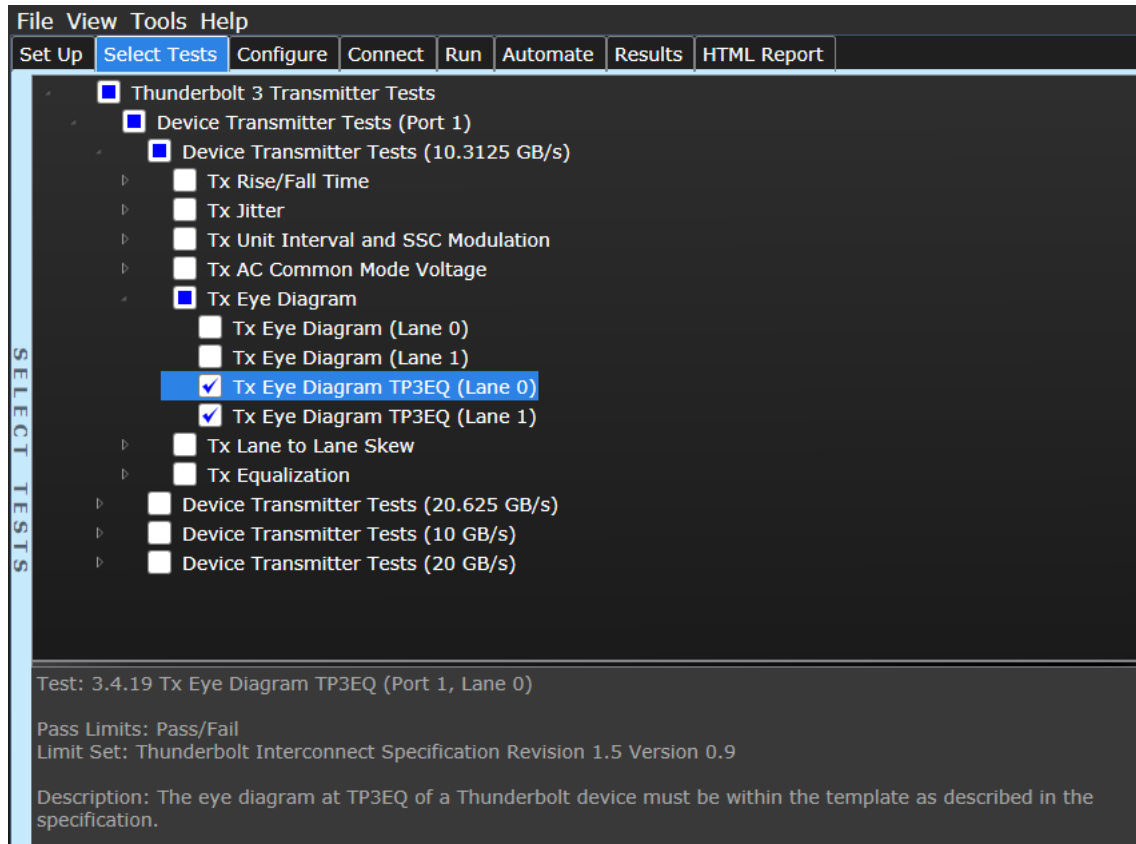 File View Tools Help
Set Up Select Tests Configure Connect Run Automate Results HTML Report
Thunderbolt 3 Transmitter Tests
Device Transmitter Tests (Port 1)
Device Transmitter Tests (10.3125 GB/s)
Tx Rise/Fall Time
Tx Jitter
Tx Unit Interval and SSC Modulation
Tx AC Common Mode Voltage
Tx Eye Diagram
Tx Eye Diagram (Lane 0)
Tx Eye Diagram (Lane 1)
Tx Eye Diagram TP3EQ (Lane 0)
Tx Eye Diagram TP3EQ (Lane 1)
Tx Lane to Lane Skew
Tx Equalization
Device Transmitter Tests (20.625 GB/s)
Device Transmitter Tests (10 GB/s)
Device Transmitter Tests (20 GB/s)
SELECT TESTS
Test: 3.4.19 Tx Eye Diagram TP3EQ (Port 1, Lane 0)
Pass Limits: Pass/Fail
Limit Set: Thunderbolt Interconnect Specification Revision 1.5 Version 0.9
Description: The eye diagram at TP3EQ of a Thunderbolt device must be within the template as described in the
specification.